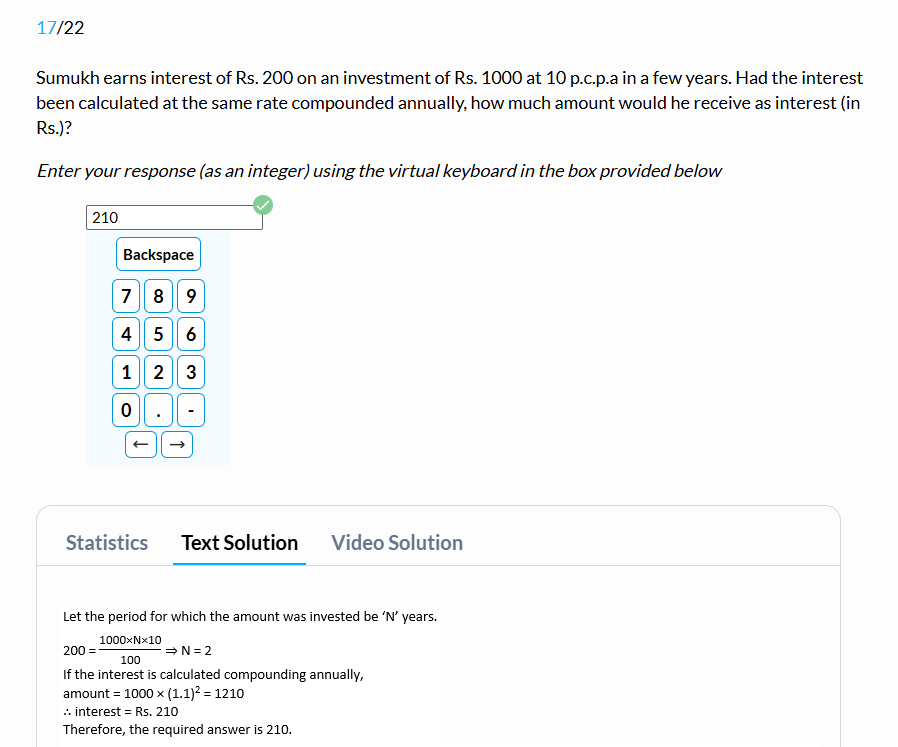 17/22
Sumukh earns interest of Rs. 200 on an investment of Rs. 1000 at 10 p.c.p.a in a few years. Had the interest
been calculated at the same rate compounded annually, how much amount would he receive as interest (in
Rs.)?
Enter your response (as an integer) using the virtual keyboard in the box provided below
210
Backspace
7 8 9
4 5 6
1 2 3
0 . -
← →
Statistics Text Solution Video Solution
Let the period for which the amount was invested be ‘N’ years.
200 = 1000×N×10/100 ⇒ N = 2
If the interest is calculated compounding annually,
amount = 1000 × (1.1)² = 1210
∴ interest = Rs. 210
Therefore, the required answer is 210.